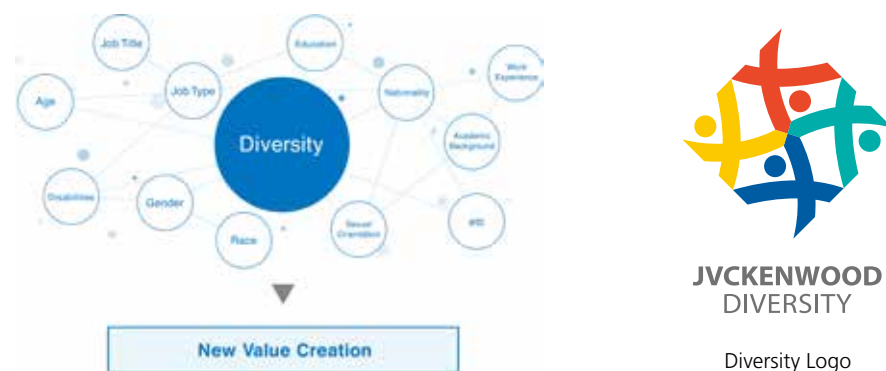 Job Title
Education
Work
Experience
Job Type
Nationality
Age
Diversity
Academic
Background
Disabilities
Gender
Sexual
Orientation
etc
Race
New Value Creation
JVCKENWOOD
DIVERSITY
Diversity Logo